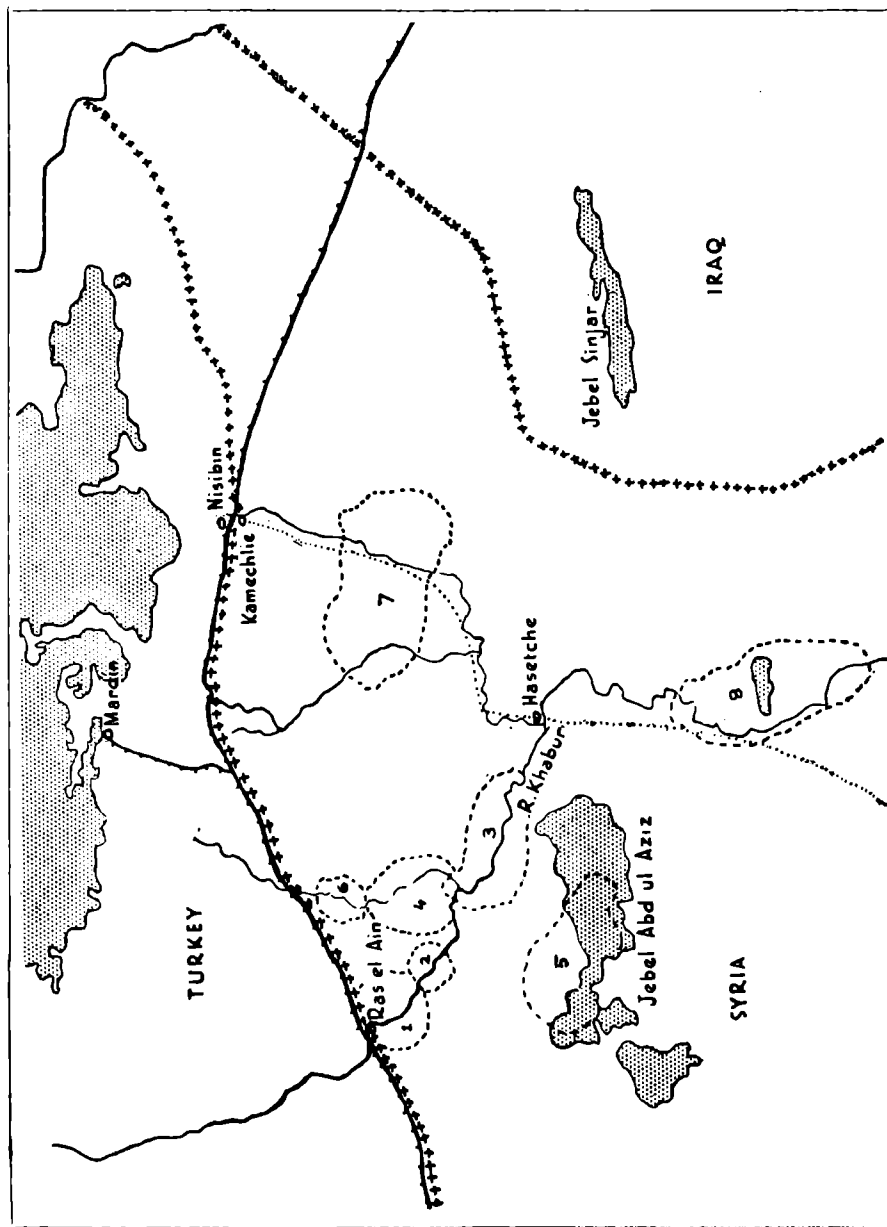 TURKEY
Mardin
Nisibin
Kamechlie
Ras el Ain
1
2
6
4
3
7
R. Khabur
Hasetche
5
Jebel Abd ul Aziz
SYRIA
8
Jebel Sinjar
IRAQ